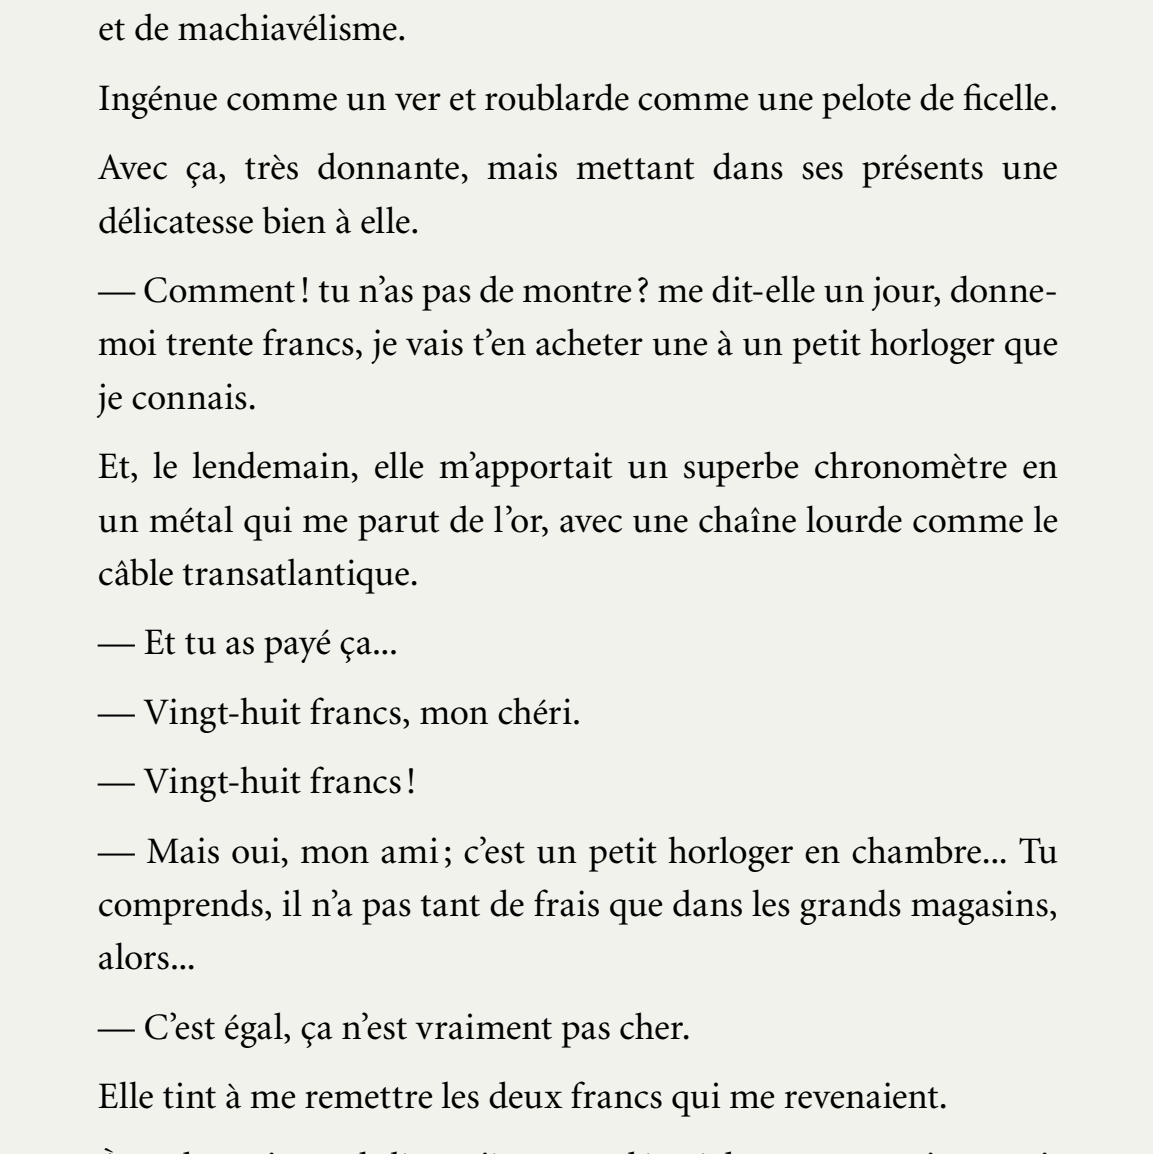 et de machiavélisme.
Ingénue comme un ver et roublarde comme une pelote de ficelle.
Avec ça, très donnante, mais mettant dans ses présents une
délicatesse bien à elle.
— Comment ! tu n’as pas de montre ? me dit-elle un jour, donne-
moi trente francs, je vais t’en acheter une à un petit horloger que
je connais.
Et, le lendemain, elle m’apportait un superbe chronomètre en
un métal qui me parut de l’or, avec une chaîne lourde comme le
câble transatlantique.
— Et tu as payé ça...
— Vingt-huit francs, mon chéri.
— Vingt-huit francs !
— Mais oui, mon ami ; c’est un petit horloger en chambre... Tu
comprends, il n’a pas tant de frais que dans les grands magasins,
alors...
— C’est égal, ça n’est vraiment pas cher.
Elle tint à me remettre les deux francs qui me revenaient.